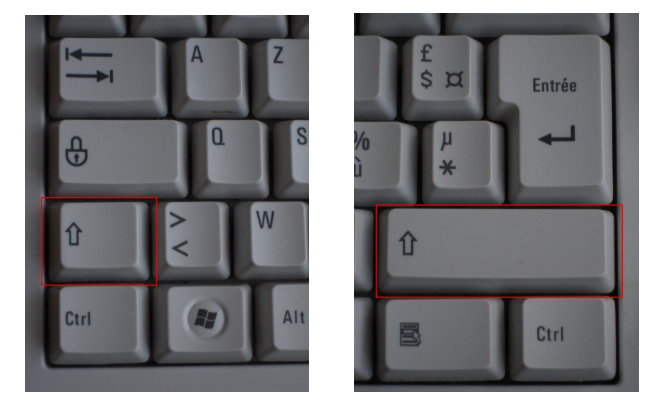 A Z
Q S
>
<
W
Ctrl Alt
£
$ ¤
Entrée
%
ù
µ
*
Ctrl